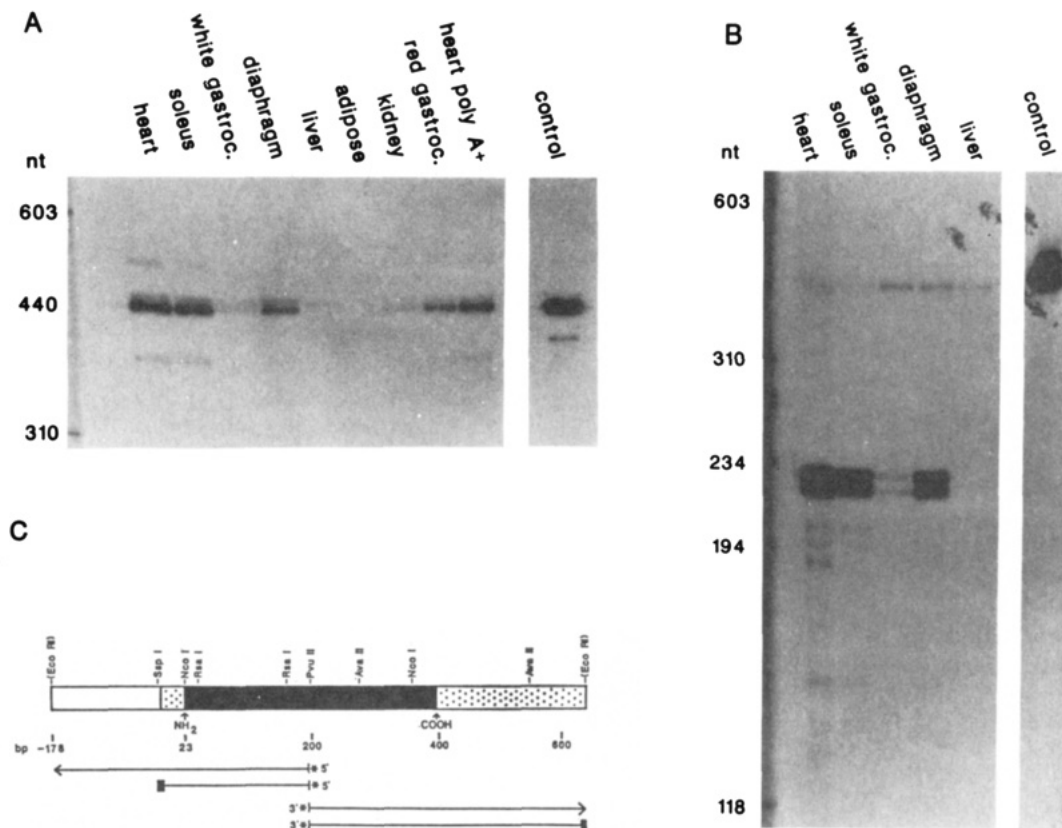 A
heart
soleus
white gastroc.
diaphragm
liver
adipose
kidney
red gastroc.
heart poly A+
control
nt
603
440
310
B
heart
soleus
white gastroc.
diaphragm
liver
control
nt
603
310
234
194
118
C
(Eco RI)
Ssp I
Nco I
Rsa I
Rsa I
Pvu II
Ava II
Nco I
Ava II
(Eco RI)
NH2
COOH
bp -178 23 200 400 600
5'
5'
3'
3'